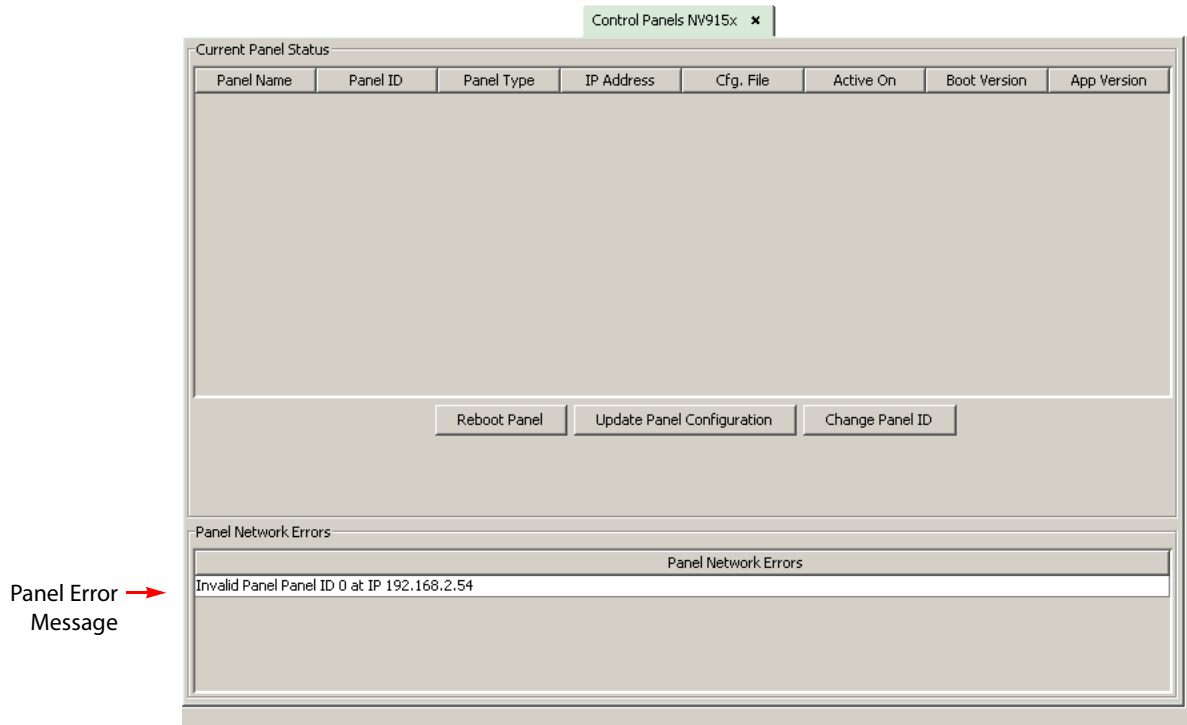 Control Panels NV915x ×
Current Panel Status
Panel Name Panel ID Panel Type IP Address Cfg. File Active On Boot Version App Version
Reboot Panel Update Panel Configuration Change Panel ID
Panel Network Errors
Panel Network Errors
Invalid Panel Panel ID 0 at IP 192.168.2.54
Panel Error
Message